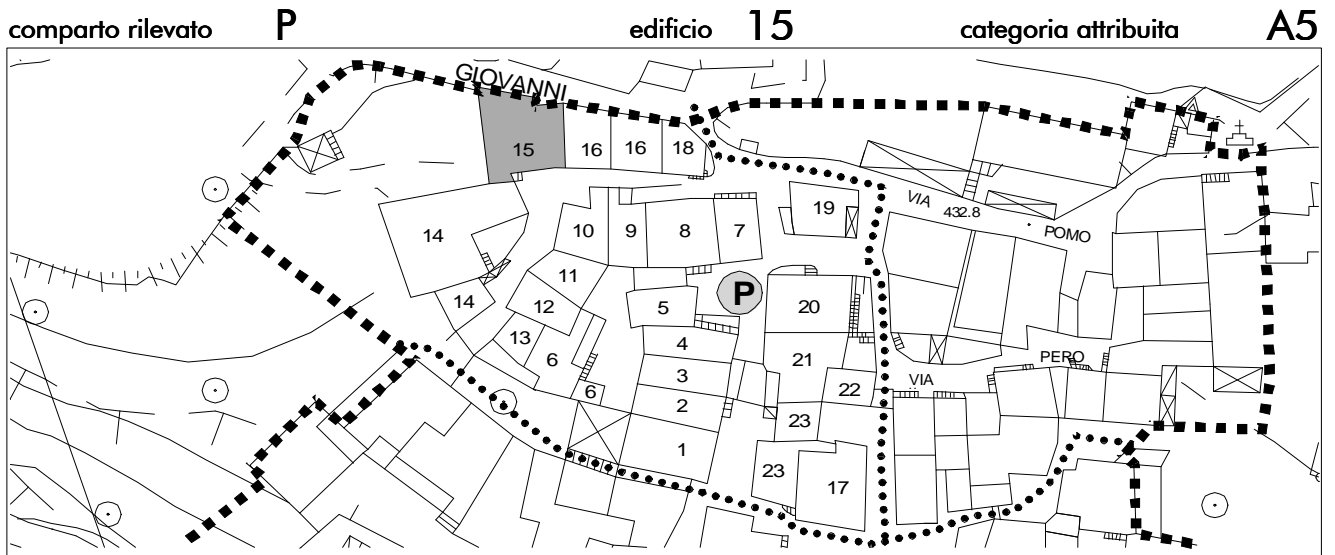 comparto rilevato P edificio 15 categoria attribuita A5
GIOVANNI
15 16 16 18
19
VIA 432.8 POMO
14 10 9 8 7
11
14 12 5 P 20
13 6 4 21
3 VIA PERO
6 2 22
23
1
23 17